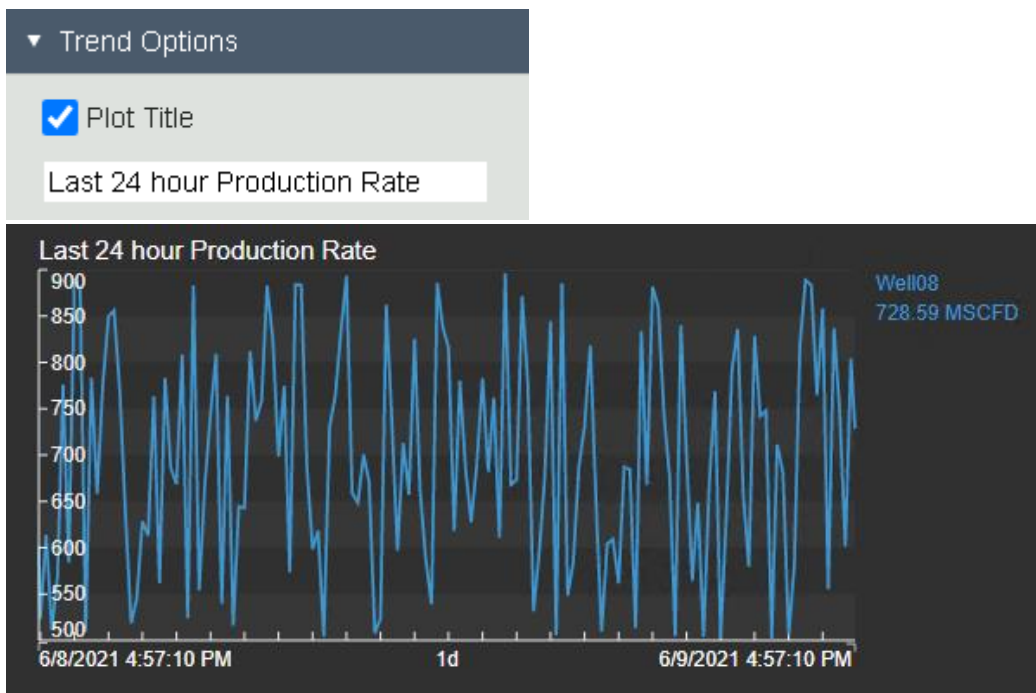 Trend Options
Plot Title
Last 24 hour Production Rate
Last 24 hour Production Rate
900
850
800
750
700
650
600
550
500
Well08
728.59 MSCFD
6/8/2021 4:57:10 PM 1d 6/9/2021 4:57:10 PM